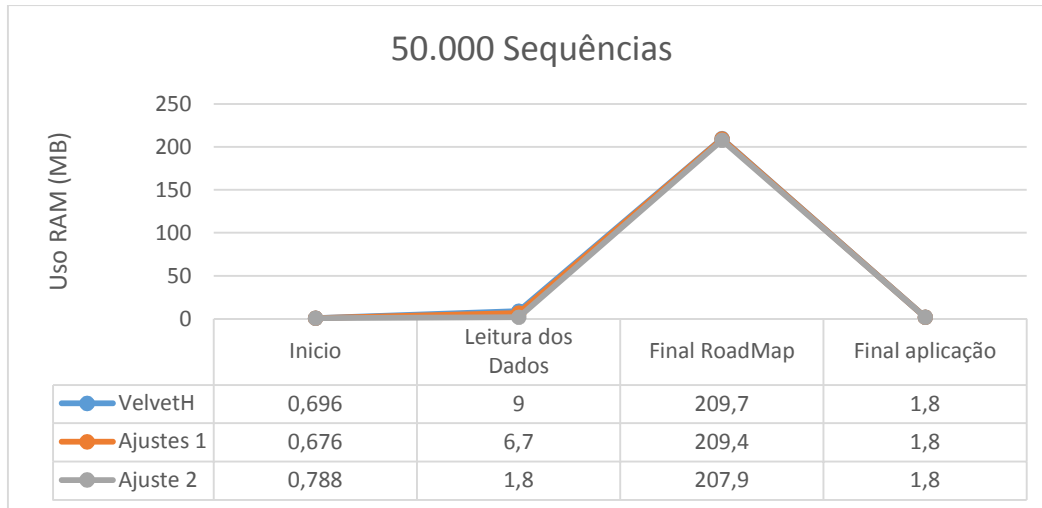 50.000 Sequências
Uso RAM (MB)
250
200
150
100
50
0
Inicio
Leitura dos
Dados
Final RoadMap
Final aplicação
VelvetH 0,696 9 209,7 1,8
Ajustes 1 0,676 6,7 209,4 1,8
Ajuste 2 0,788 1,8 207,9 1,8